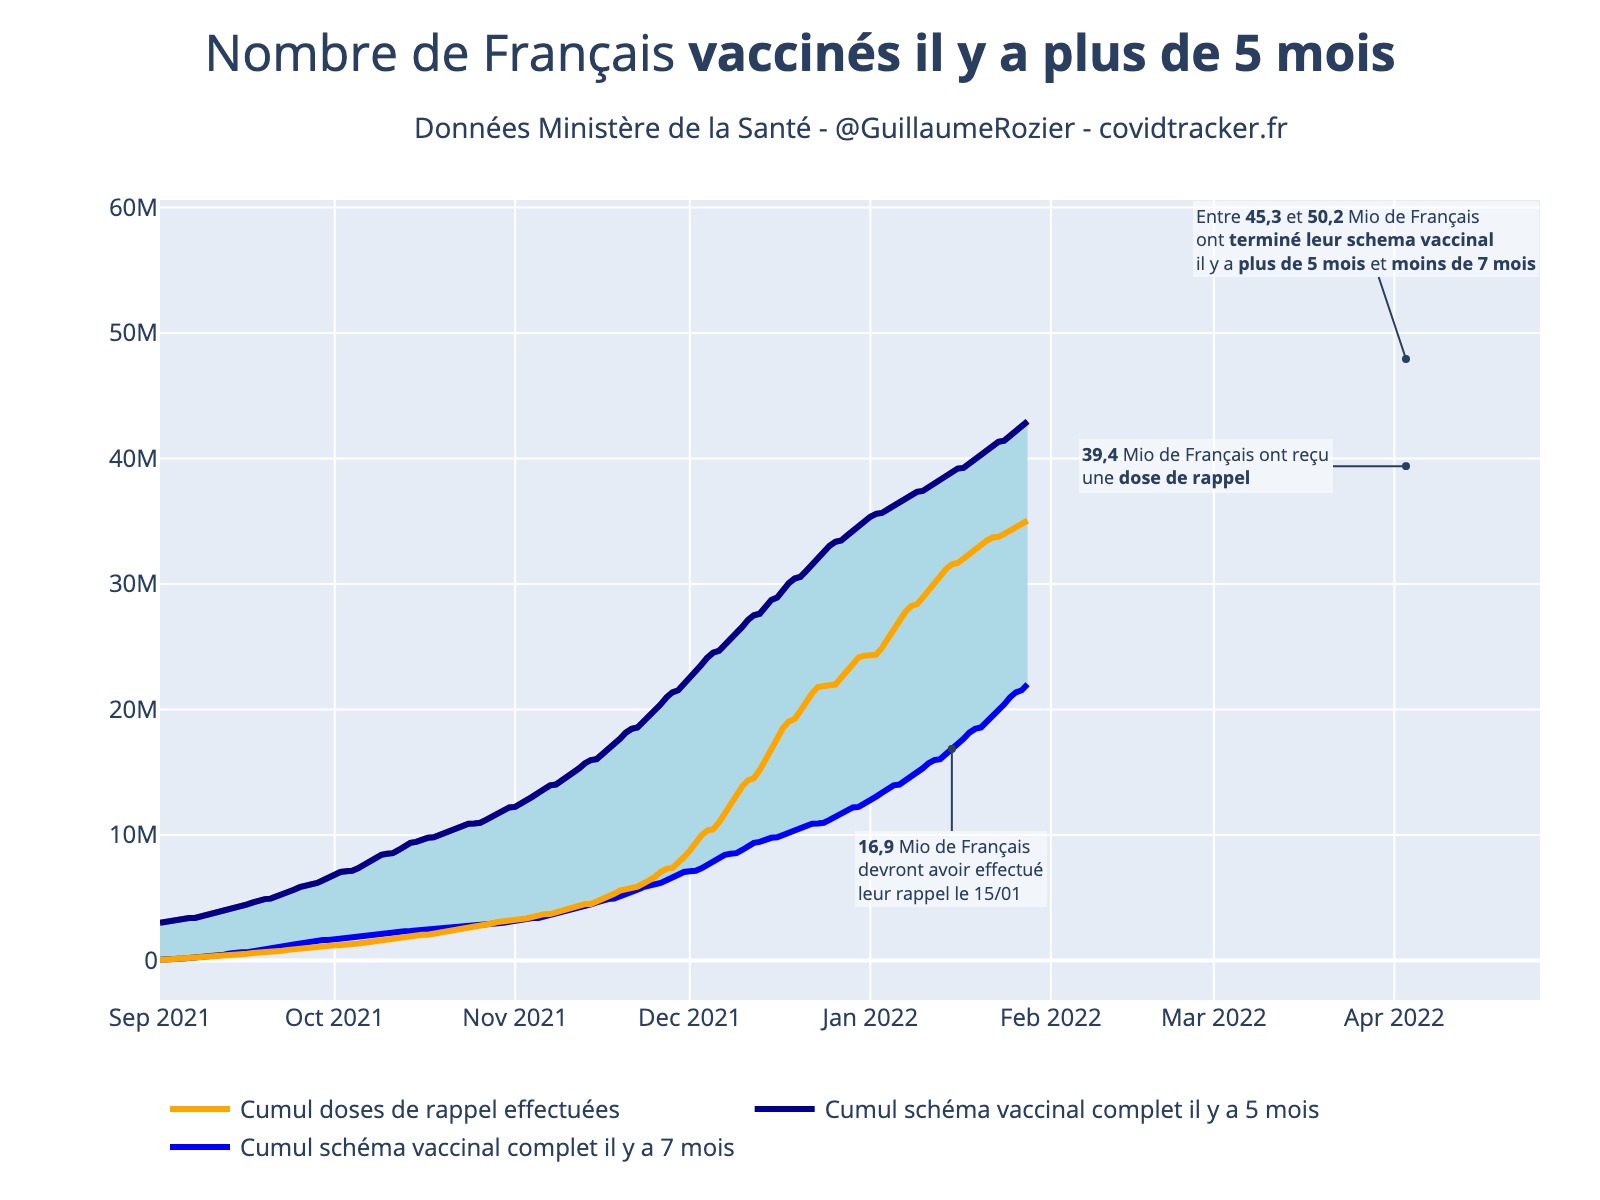 Nombre de Français vaccinés il y a plus de 5 mois
Données Ministère de la Santé - @GuillaumeRozier - covidtracker.fr
60M
50M
40M
30M
20M
10M
0
Entre 45,3 et 50,2 Mio de Français
ont terminé leur schema vaccinal
il y a plus de 5 mois et moins de 7 mois
39,4 Mio de Français ont reçu
une dose de rappel
16,9 Mio de Français
devront avoir effectué
leur rappel le 15/01
Sep 2021
Oct 2021
Nov 2021
Dec 2021
Jan 2022
Feb 2022
Mar 2022
Apr 2022
Cumul doses de rappel effectuées
Cumul schéma vaccinal complet il y a 5 mois
Cumul schéma vaccinal complet il y a 7 mois